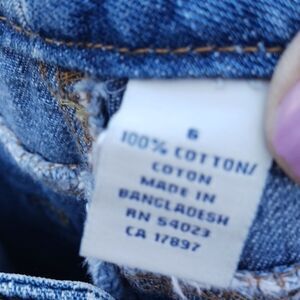 6
100% COTTON/
COTON
MADE IN
BANGLADESH
RN 54023
CA 17897